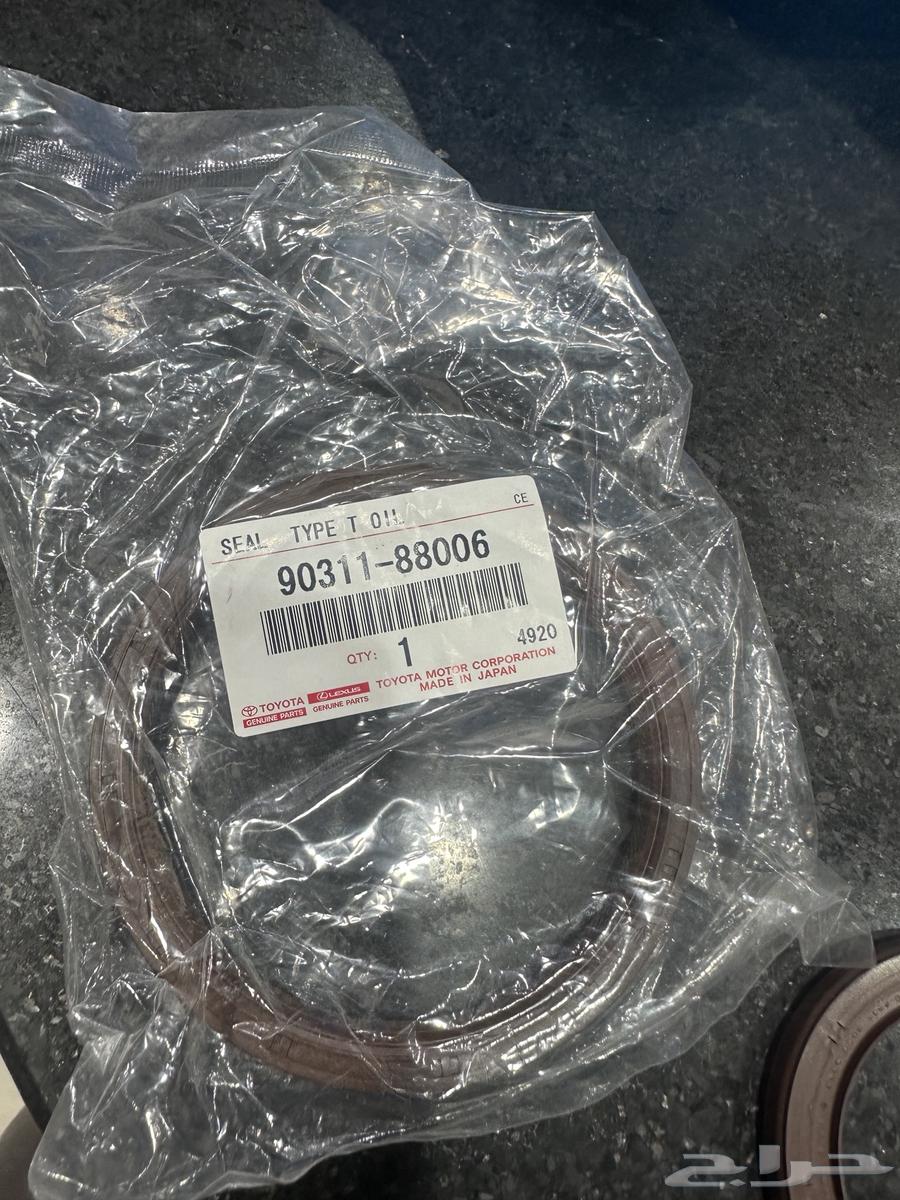 CE
SEAL, TYPE T OIL
90311-88006
QTY: 1
4920
TOYOTA
GENUINE PARTS
LEXUS
GENUINE PARTS
TOYOTA MOTOR CORPORATION
MADE IN JAPAN
حراج